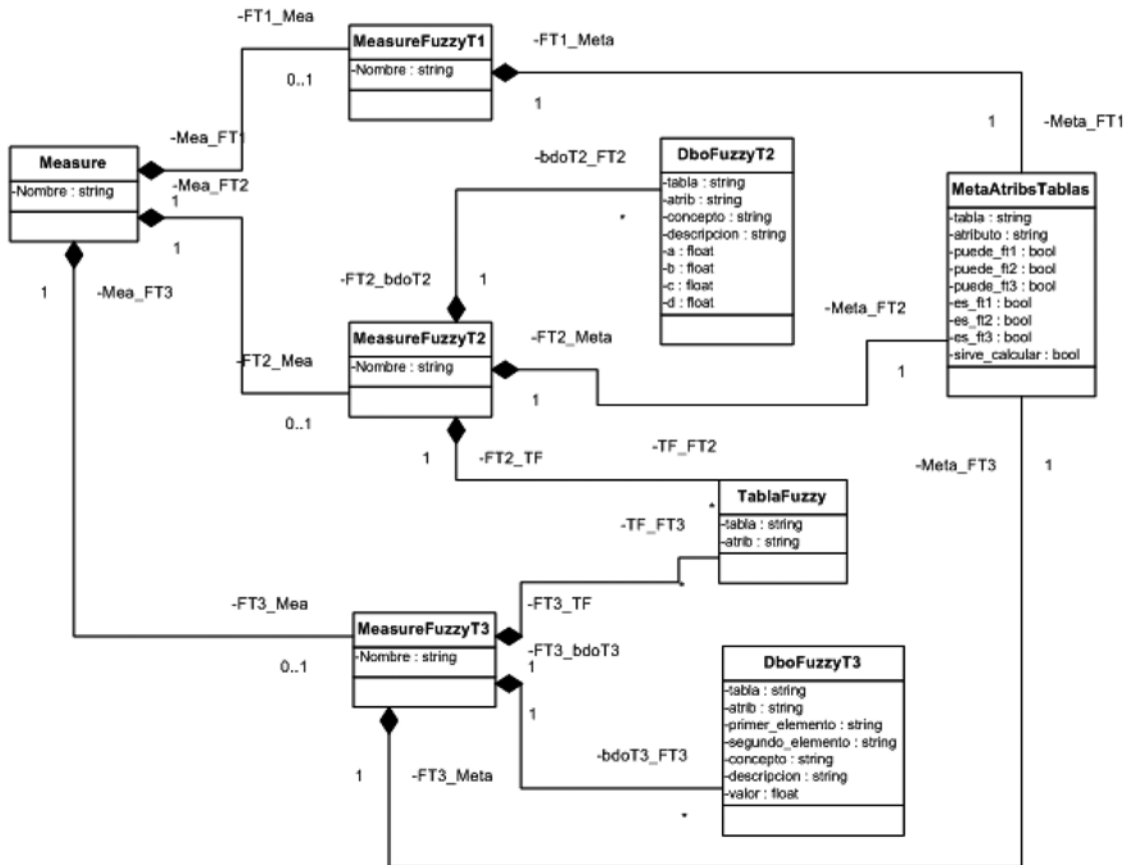 -FT1_Mea
MeasureFuzzyT1
-Nombre : string
-FT1_Meta
0..1
1
1
-Meta_FT1
-Mea_FT1
Measure
-Nombre : string
-Mea_FT2
1
1
-bdoT2_FT2
DboFuzzyT2
-tabla : string
-atrib : string
-concepto : string
-descripcion : string
-a : float
-b : float
-c : float
-d : float
*
MetaAtribsTablas
-tabla : string
-atributo : string
-puede_ft1 : bool
-puede_ft2 : bool
-puede_ft3 : bool
-es_ft1 : bool
-es_ft2 : bool
-es_ft3 : bool
-sirve_calcular : bool
1
-Mea_FT3
-FT2_bdoT2
1
-Meta_FT2
MeasureFuzzyT2
-Nombre : string
-FT2_Meta
-FT2_Mea
1
1
0..1
1
-FT2_TF
-TF_FT2
-Meta_FT3
1
TablaFuzzy
-tabla : string
-atrib : string
*
-TF_FT3
*
-FT3_Mea
MeasureFuzzyT3
-Nombre : string
-FT3_TF
0..1
-FT3_bdoT3
1
1
DboFuzzyT3
-tabla : string
-atrib : string
-primer_elemento : string
-segundo_elemento : string
-concepto : string
-descripcion : string
-valor : float
-bdoT3_FT3
1
-FT3_Meta
*